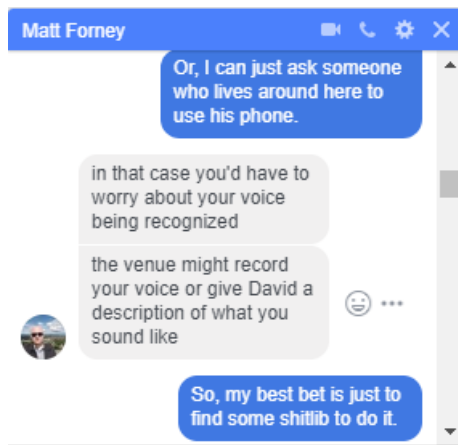 Matt Forney
Or, I can just ask someone
who lives around here to
use his phone.
in that case you'd have to
worry about your voice
being recognized
the venue might record
your voice or give David a
description of what you
sound like
So, my best bet is just to
find some shitlib to do it.